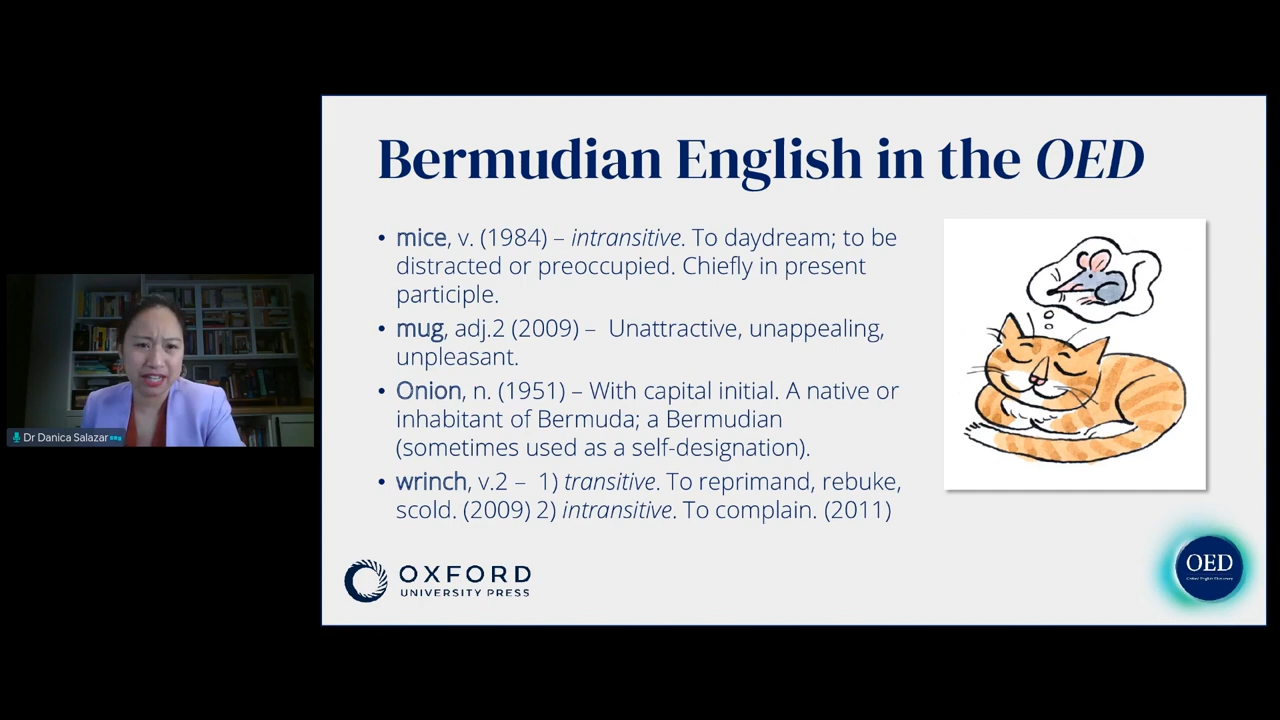 Bermudian English in the OED
• mice, v. (1984) – intransitive. To daydream; to be
distracted or preoccupied. Chiefly in present
participle.
• mug, adj.2 (2009) – Unattractive, unappealing,
unpleasant.
• Onion, n. (1951) – With capital initial. A native or
inhabitant of Bermuda; a Bermudian
(sometimes used as a self-designation).
• wrinch, v.2 – 1) transitive. To reprimand, rebuke,
scold. (2009) 2) intransitive. To complain. (2011)
Dr Danica Salazar
OXFORD
UNIVERSITY PRESS
OED